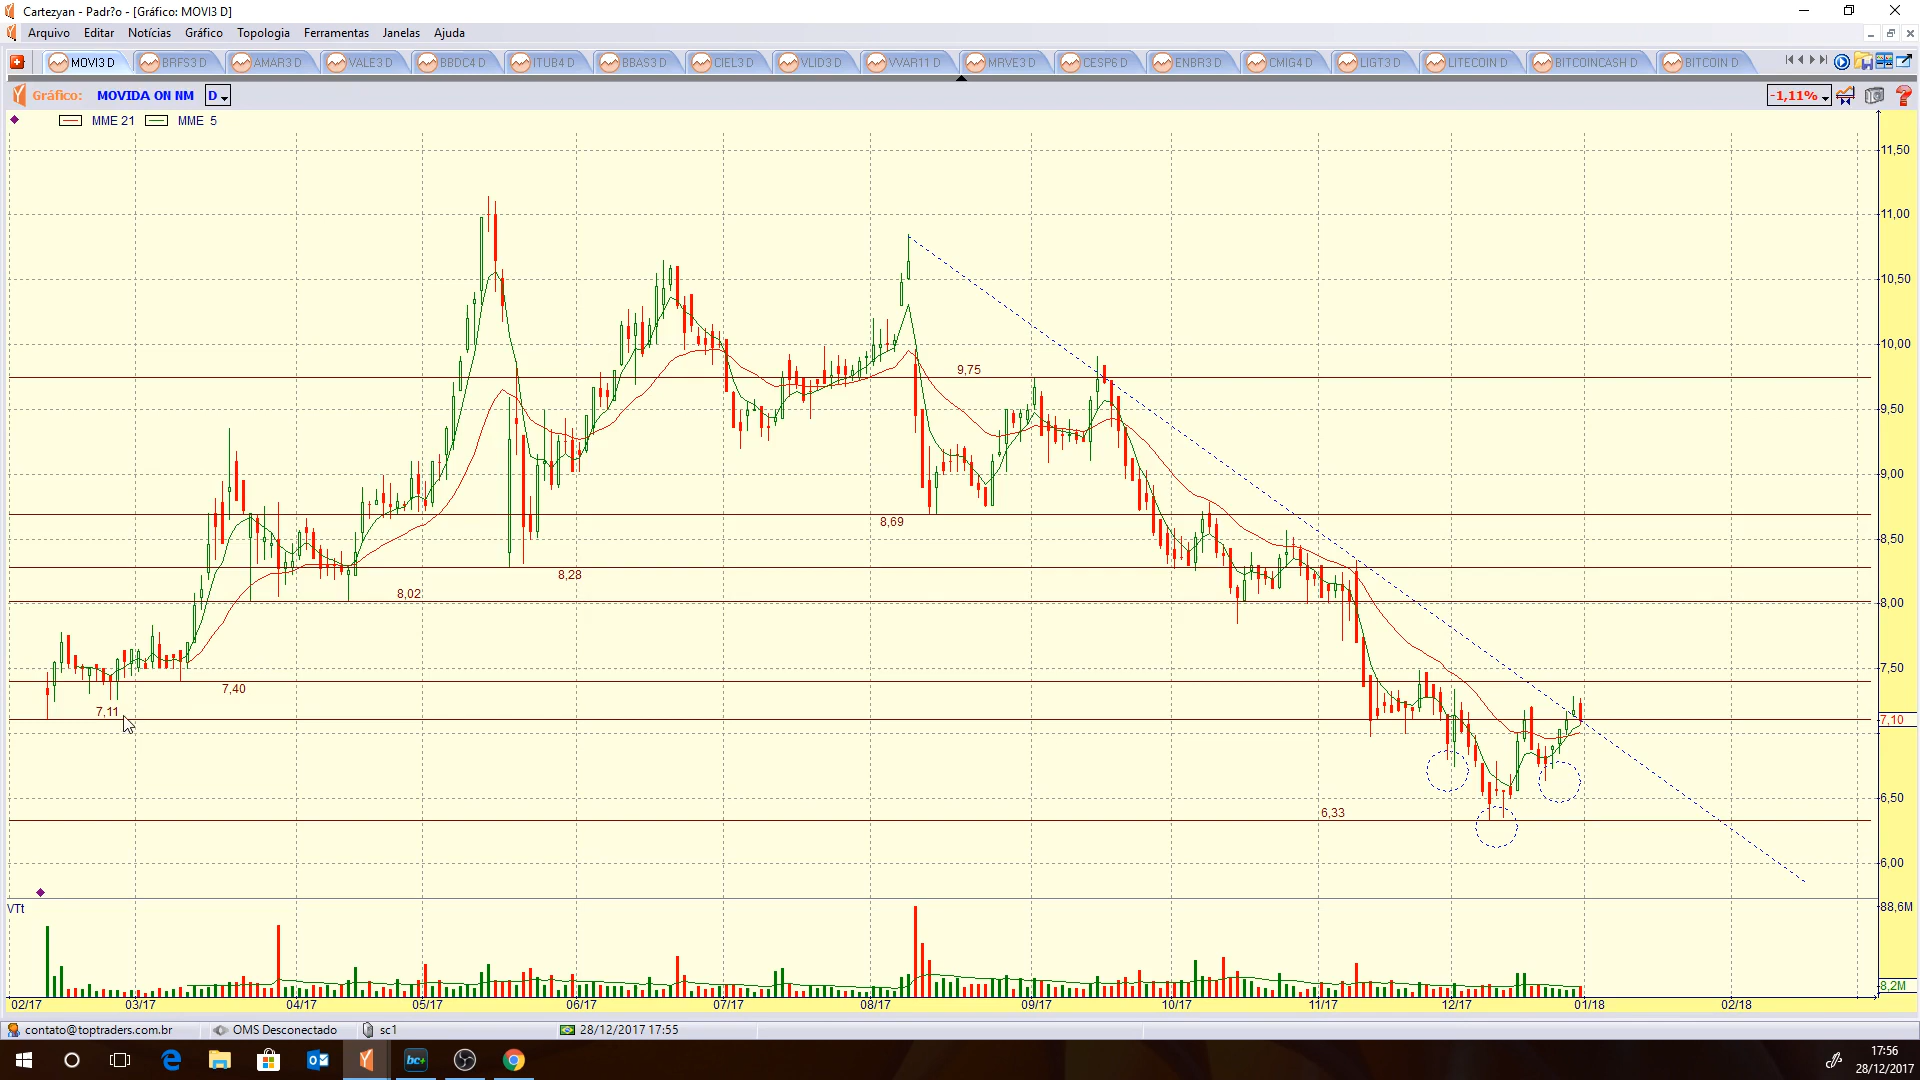 Cartezyan - Padr?o - [Gráfico: MOVI3 D]
Arquivo Editar Notícias Gráfico Topologia Ferramentas Janelas Ajuda
MOVI3 D BRFS3 D AMAR3 D VALE3 D BBDC4 D ITUB4 D BBAS3 D CIEL3 D VLID3 D VVAR11 D MRVE3 D CESP6 D ENBR3 D CMIG4 D LIGT3 D LITECOIN D BITCOINCASH D BITCOIN D
Gráfico: MOVIDA ON NM D -1,11%
MME 21 MME 5
11,50
11,00
10,50
10,00
9,75
9,50
9,00
8,69
8,50
8,28
8,02
8,00
7,50
7,40
7,11
7,10
6,50
6,33
6,00
VTt
88,6M
8,2M
02/17 03/17 04/17 05/17 06/17 07/17 08/17 09/17 10/17 11/17 12/17 01/18 02/18
contato@toptraders.com.br OMS Desconectado sc1 28/12/2017 17:55
bc+
17:56
28/12/2017